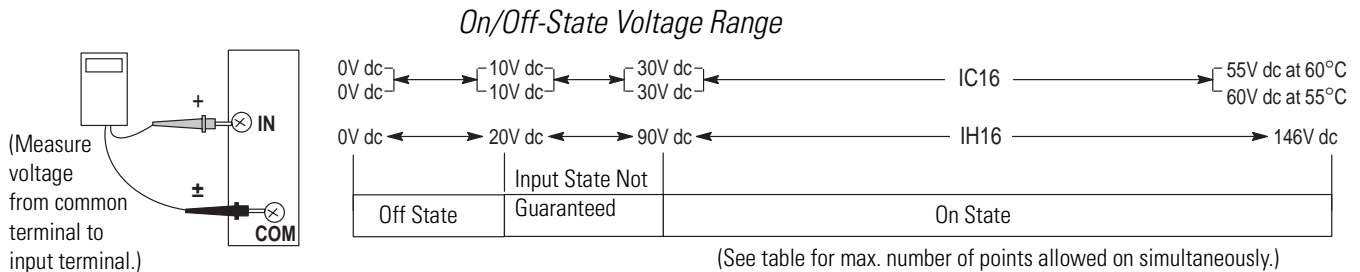 On/Off-State Voltage Range
0V dc 10V dc 30V dc IC16 55V dc at 60°C
0V dc 10V dc 30V dc 60V dc at 55°C
0V dc 20V dc 90V dc IH16 146V dc
+
IN
±
COM
(Measure
voltage
from common
terminal to
input terminal.)
Off State
Input State Not
Guaranteed
On State
(See table for max. number of points allowed on simultaneously.)